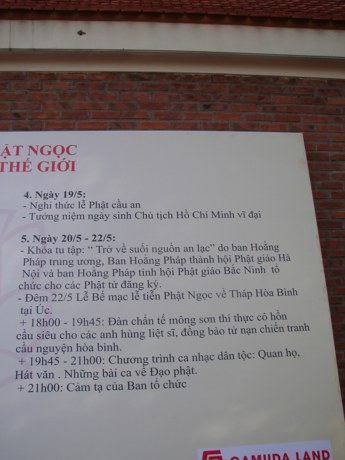 ẬT NGỌC
THẾ GIỚI
4. Ngày 19/5:
- Nghi thức lễ Phật cầu an
- Tưởng niệm ngày sinh Chủ tịch Hồ Chí Minh vĩ đại
5. Ngày 20/5 - 22/5:
- Khóa tu tập: “ Trở về suối nguồn an lạc” do ban Hoằng
Pháp trung ương, Ban Hoằng Pháp thành hội Phật giáo Hà
Nội và ban Hoằng Pháp tỉnh hội Phật giáo Bắc Ninh tổ
chức cho các Phật tử đăng ký.
- Đêm 22/5 Lễ Bế mạc lễ tiễn Phật Ngọc về Tháp Hòa Bình
tại Úc.
+ 18h00 - 19h45: Đàn chẩn tế mông sơn thí thực cô hồn
cầu siêu cho các anh hùng liệt sĩ, đồng bào tử nạn chiến tranh
cầu nguyện hòa bình.
+ 19h45 - 21h00: Chương trình ca nhạc dân tộc: Quan họ,
Hát văn . Những bài ca về Đạo phật.
+ 21h00: Cảm tạ của Ban tổ chức
GAMUDA LAND